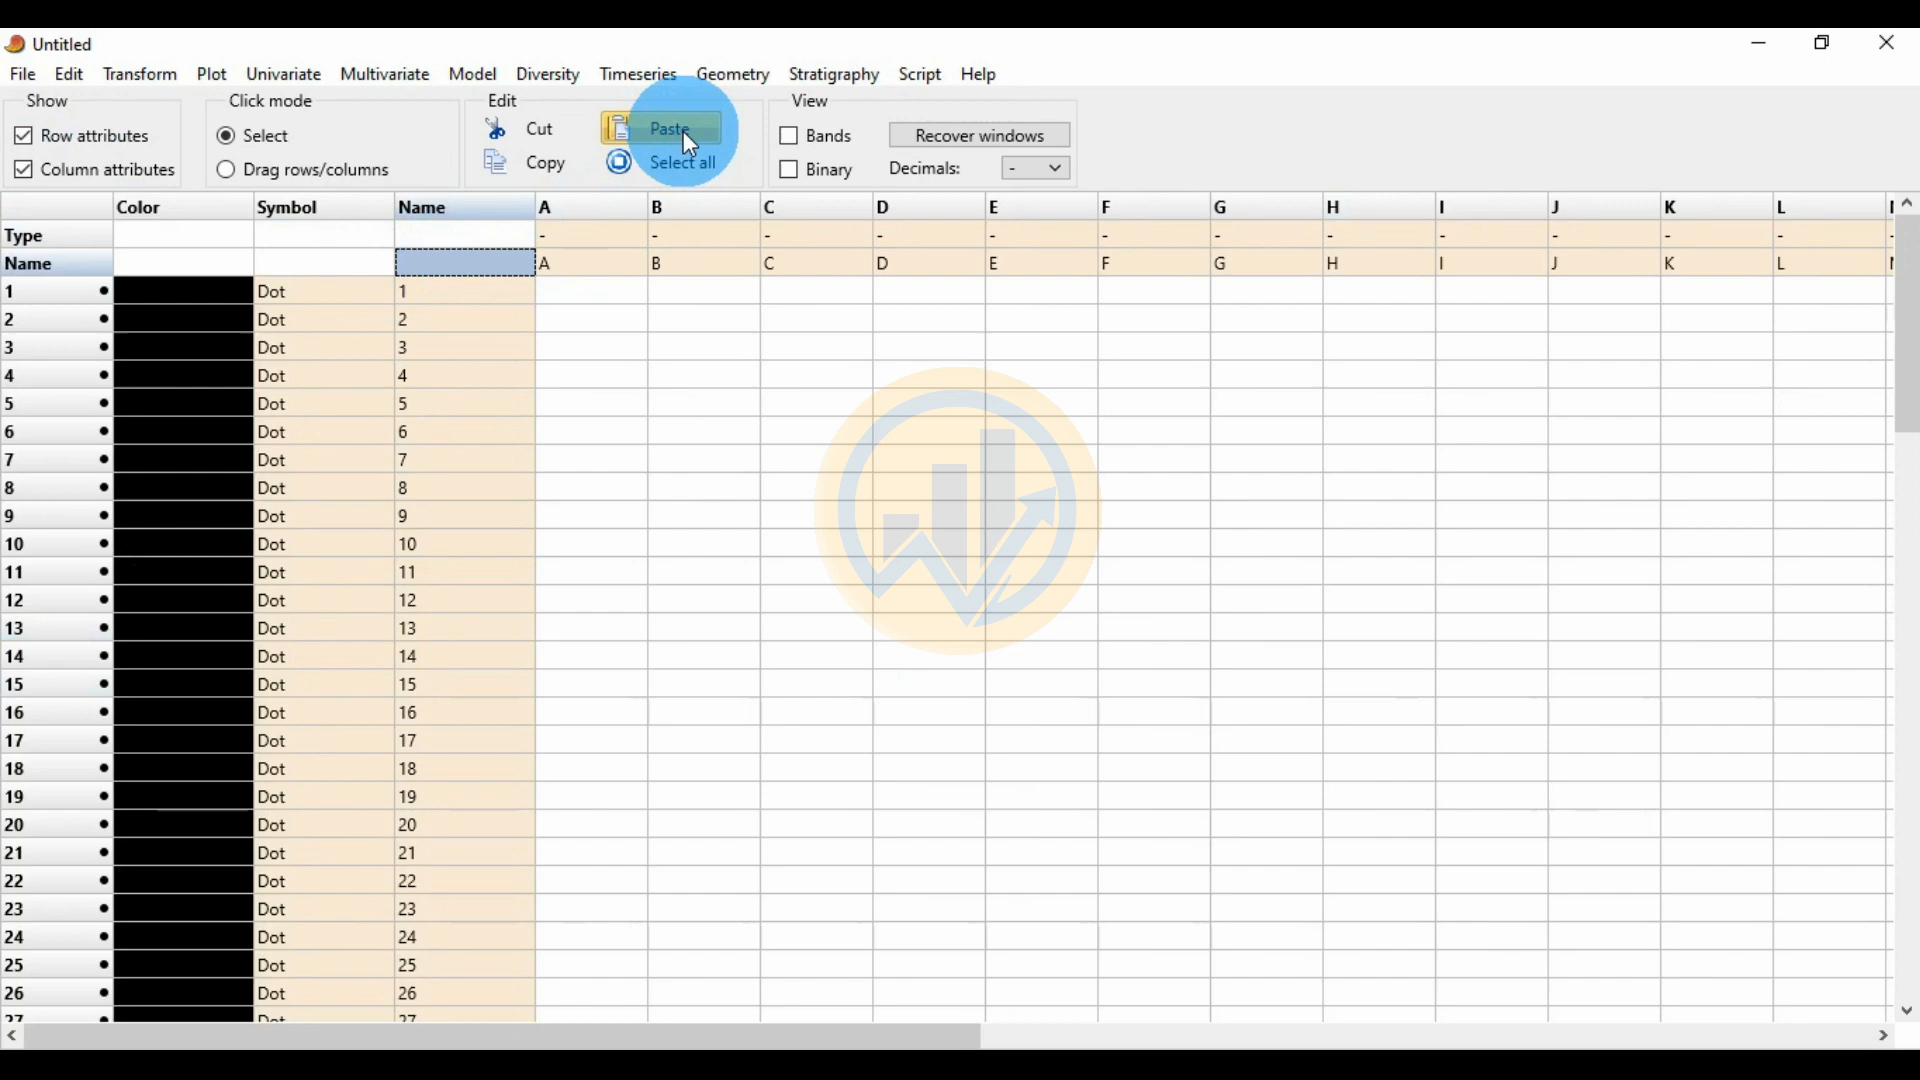 Untitled
File Edit Transform Plot Univariate Multivariate Model Diversity Timeseries Geometry Stratigraphy Script Help
Show Click mode Edit View
Row attributes Select Cut Paste Bands Recover windows
Column attributes Drag rows/columns Copy Select all Binary Decimals: -
Color Symbol Name A B C D E F G H I J K L
Type - - - - - - - - - - - -
Name A B C D E F G H I J K L
1 • Dot 1
2 • Dot 2
3 • Dot 3
4 • Dot 4
5 • Dot 5
6 • Dot 6
7 • Dot 7
8 • Dot 8
9 • Dot 9
10 • Dot 10
11 • Dot 11
12 • Dot 12
13 • Dot 13
14 • Dot 14
15 • Dot 15
16 • Dot 16
17 • Dot 17
18 • Dot 18
19 • Dot 19
20 • Dot 20
21 • Dot 21
22 • Dot 22
23 • Dot 23
24 • Dot 24
25 • Dot 25
26 • Dot 26
27 • Dot 27